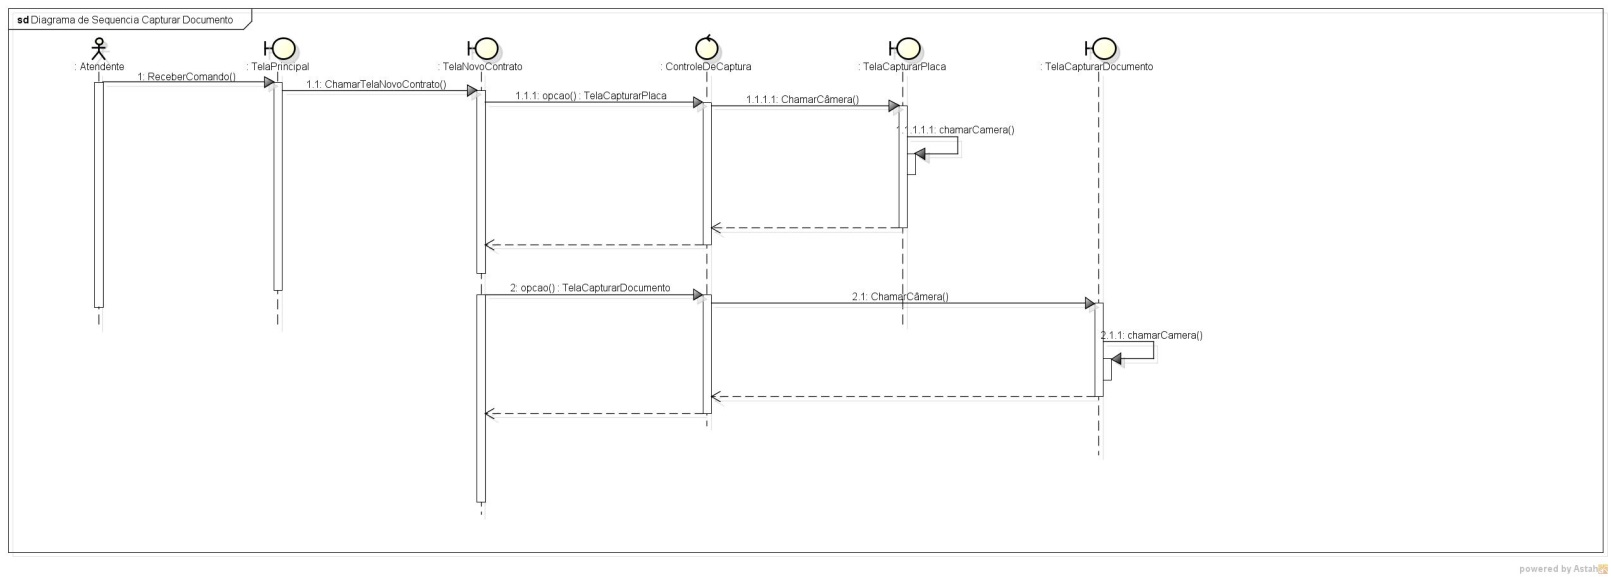 sd Diagrama de Sequencia Capturar Documento
: Atendente
: TelaPrincipal
: TelaNovoContrato
: ControleDeCaptura
: TelaCapturarPlaca
: TelaCapturarDocumento
1: ReceberComando()
1.1: ChamarTelaNovoContrato()
1.1.1: opcao() : TelaCapturarPlaca
1.1.1.1: ChamarCâmera()
1.1.1.1.1: chamarCamera()
2: opcao() : TelaCapturarDocumento
2.1: ChamarCâmera()
2.1.1: chamarCamera()
powered by Astah